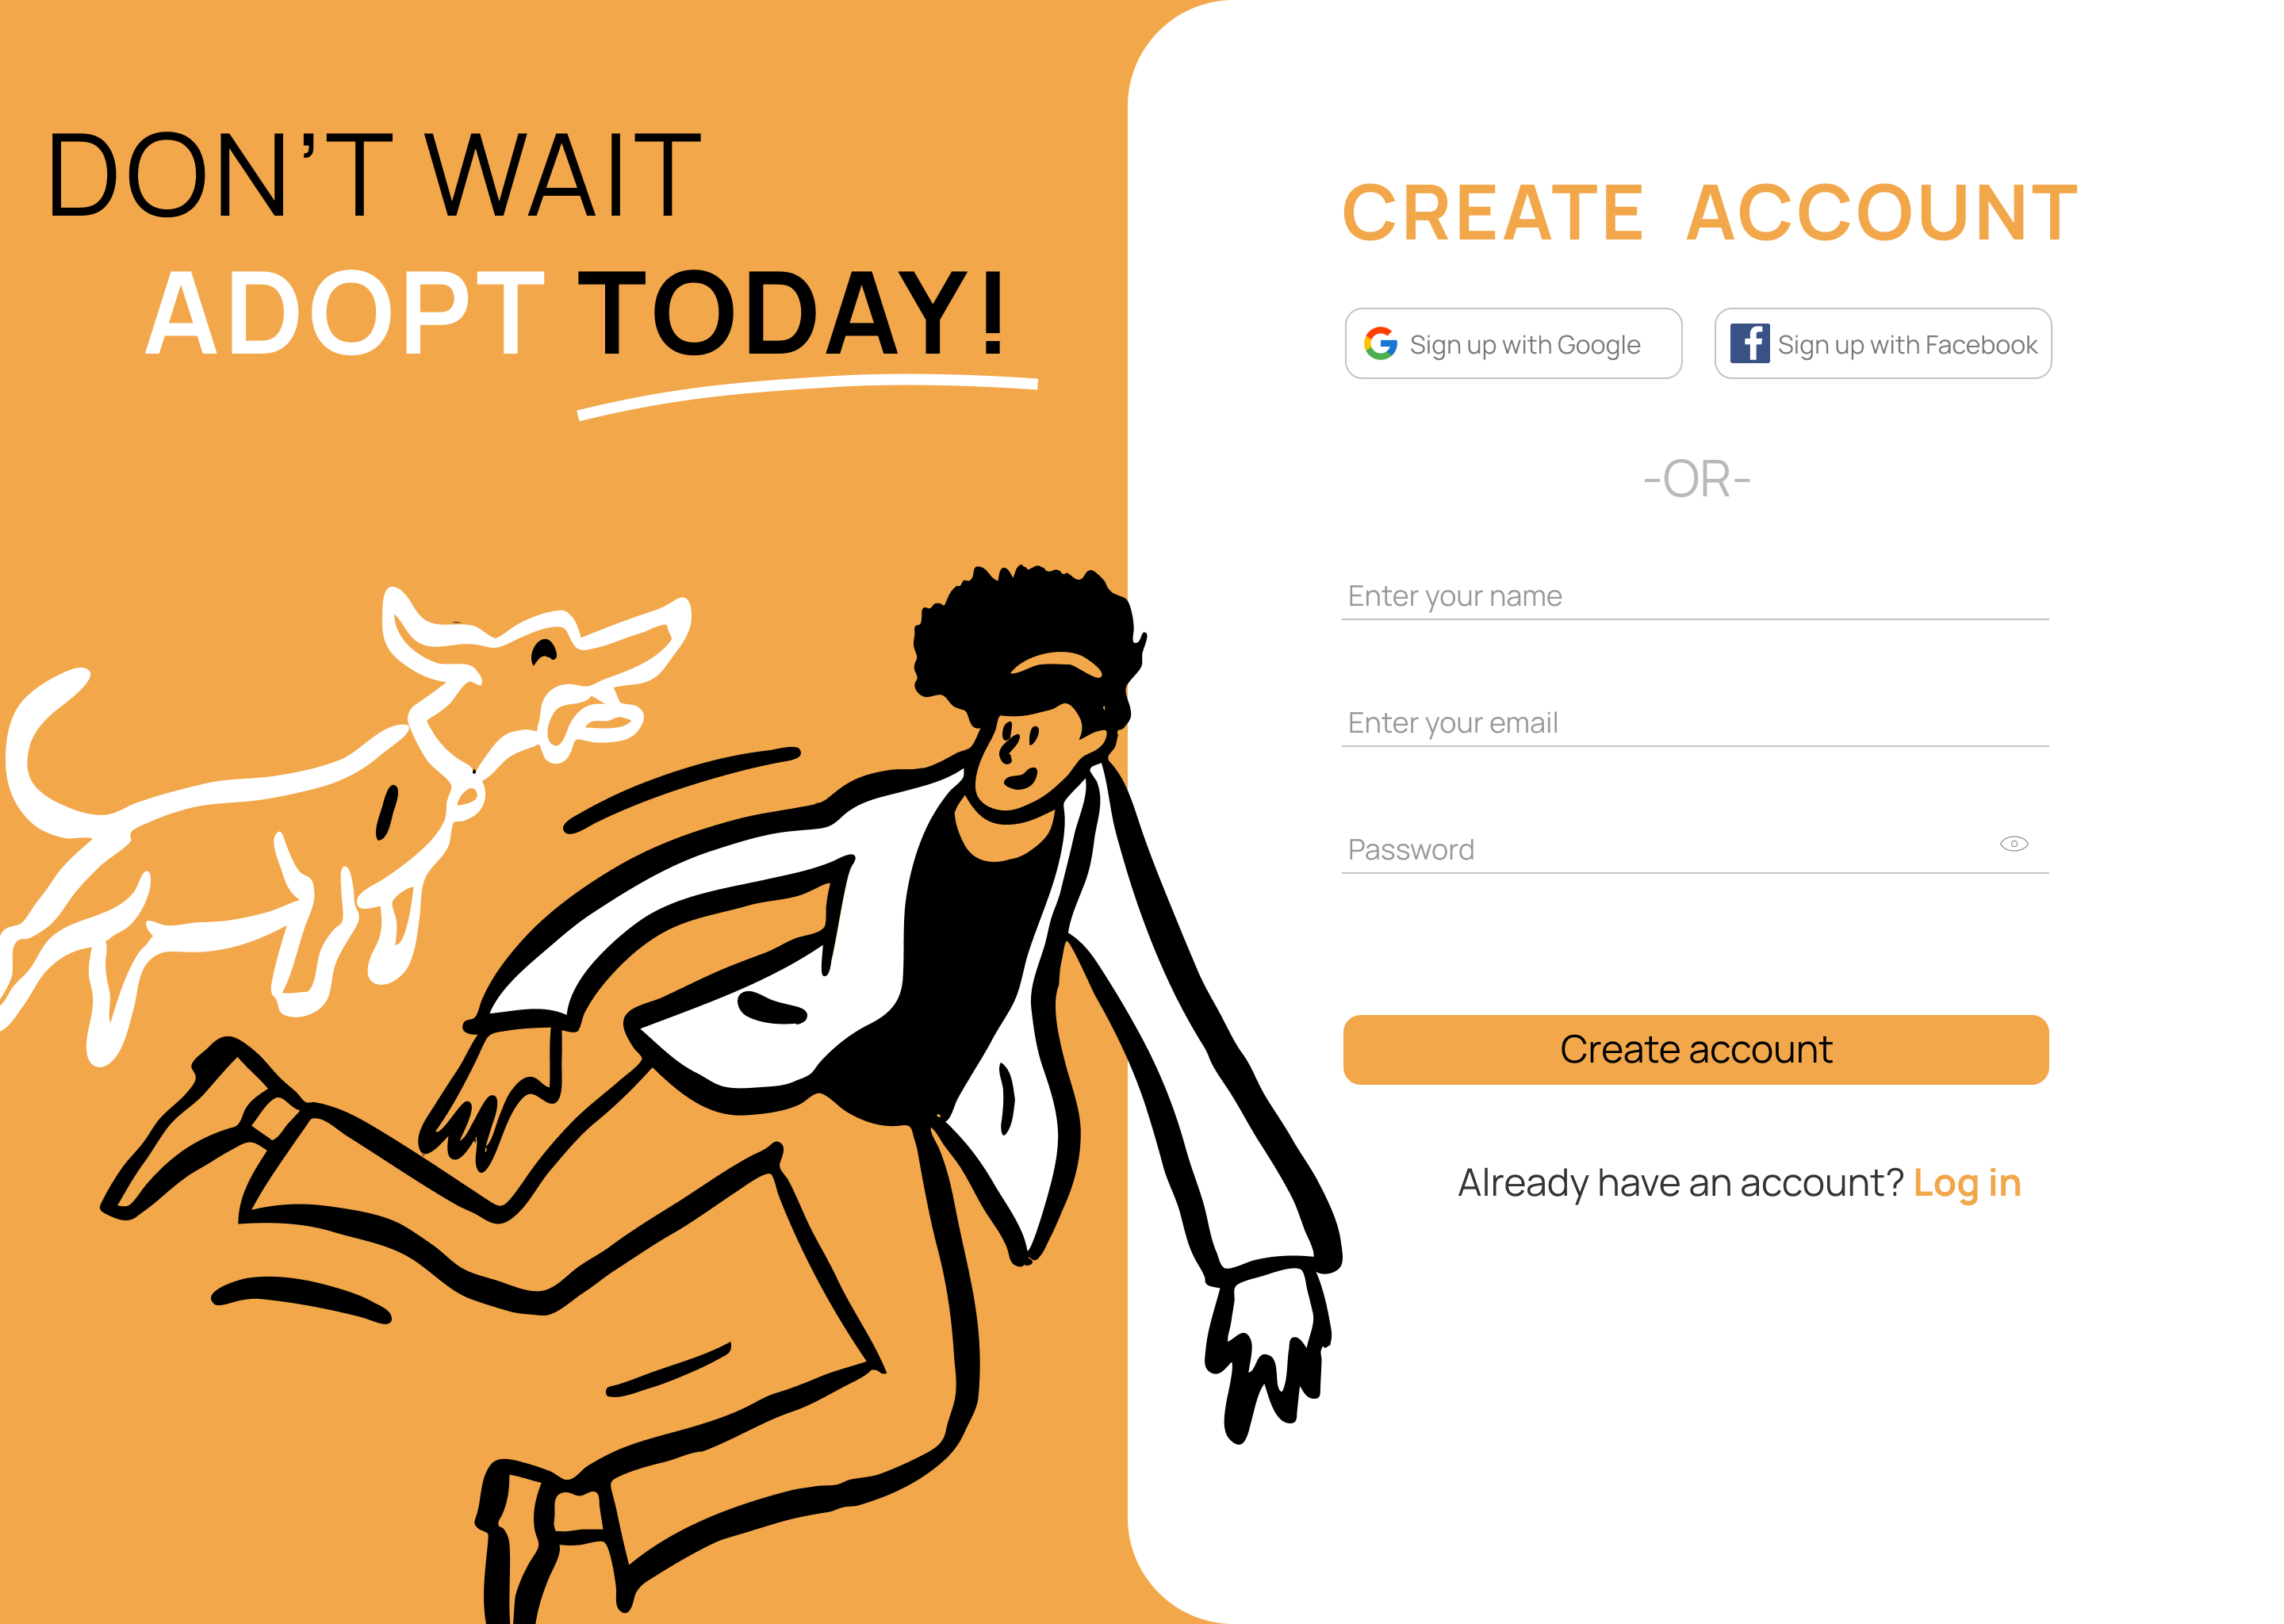 DON’T WAIT
ADOPT TODAY!
CREATE ACCOUNT
Sign up with Google
Sign up with Facebook
-OR-
Enter your name
Enter your email
Password
Create account
Already have an account? Log in